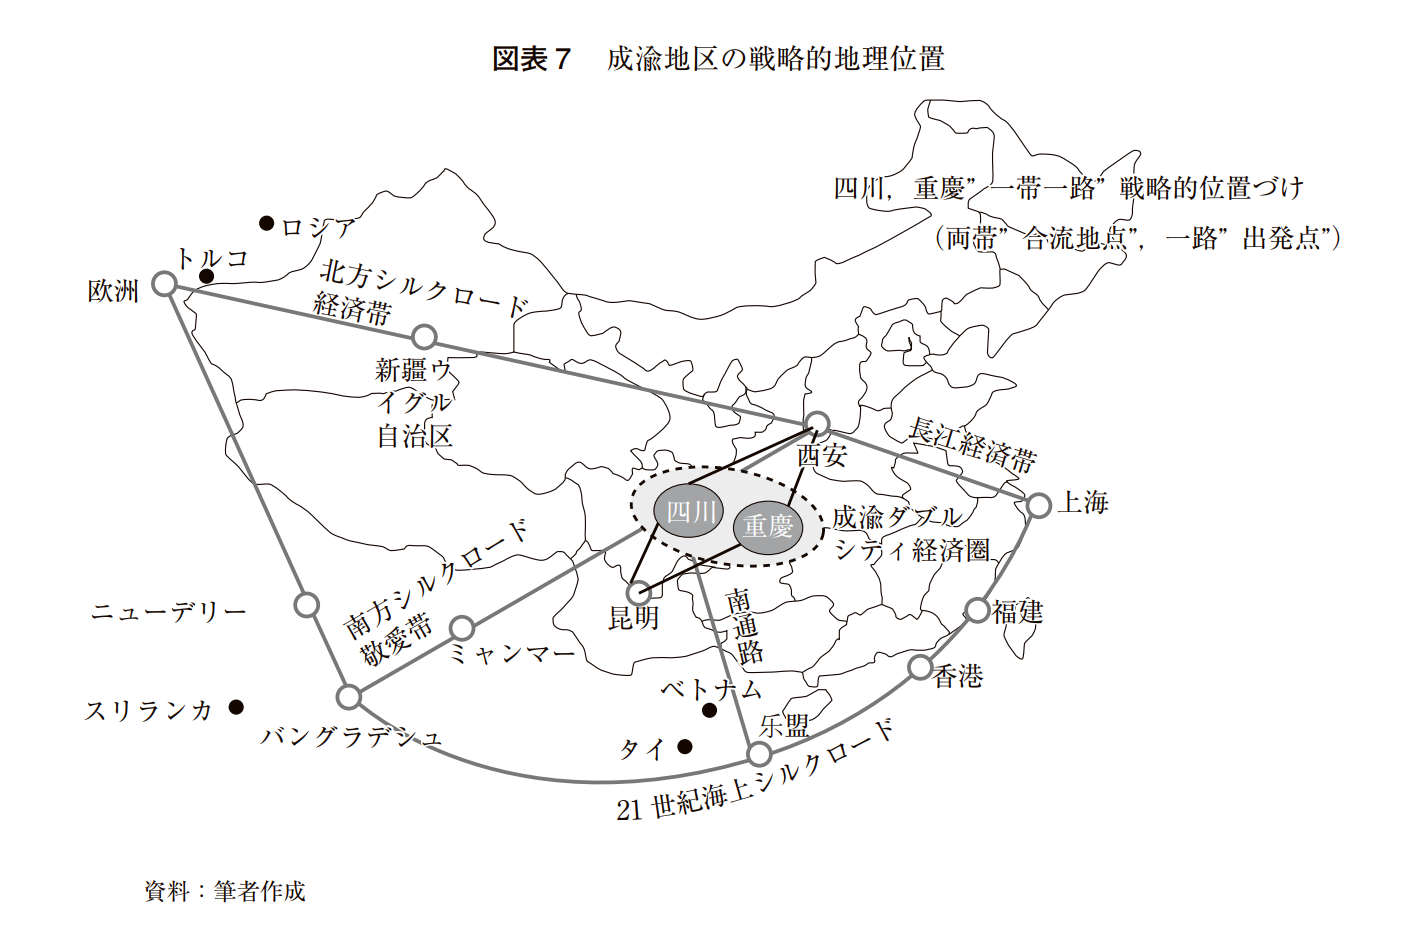 図表7 成渝地区の戦略的地理位置
四川，重慶”一帯一路”戦略的位置づけ
（両帯”合流地点”，一路”出発点”）
ロシア
トルコ
欧洲
北方シルクロード
経済帯
新疆ウ
イグル
自治区
西安
長江経済帯
上海
四川
重慶
成渝ダブル
シティ経済圏
南方シルクロード
敬愛帯
ニューデリー
ミャンマー
昆明
南通路
福建
香港
スリランカ
バングラデシュ
ベトナム
タイ
乐盟
21世紀海上シルクロード
資料：筆者作成